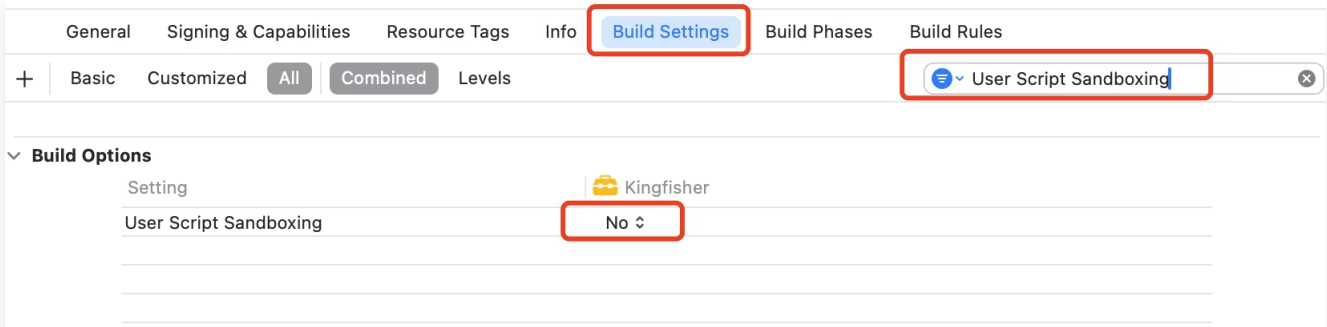 General Signing & Capabilities Resource Tags Info Build Settings Build Phases Build Rules
Basic Customized All Combined Levels User Script Sandboxing
Build Options
Setting Kingfisher
User Script Sandboxing No